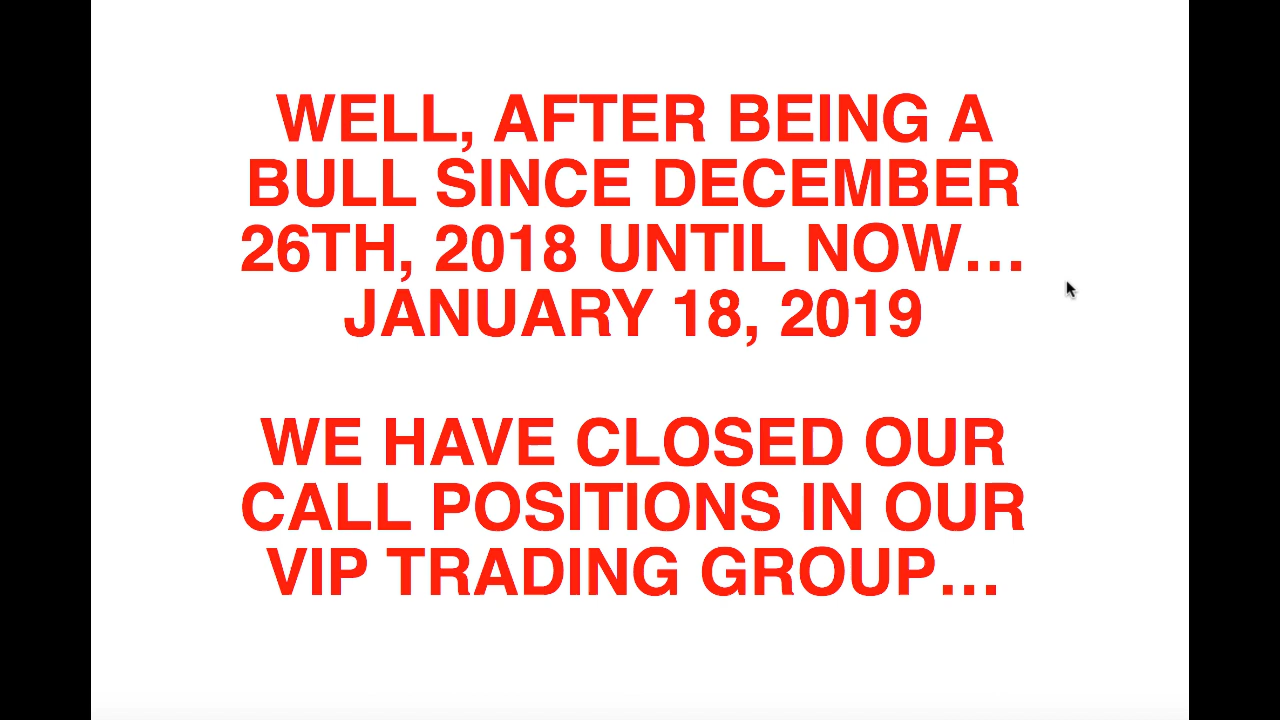 WELL, AFTER BEING A
BULL SINCE DECEMBER
26TH, 2018 UNTIL NOW…
JANUARY 18, 2019
WE HAVE CLOSED OUR
CALL POSITIONS IN OUR
VIP TRADING GROUP…